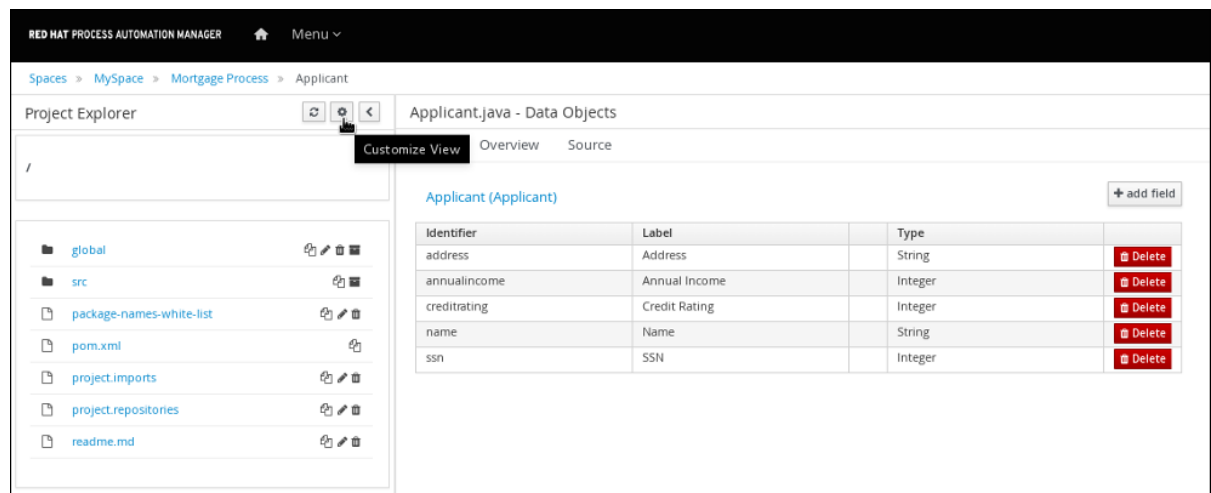 RED HAT PROCESS AUTOMATION MANAGER Menu
Spaces » MySpace » Mortgage Process » Applicant
Project Explorer
Applicant.java - Data Objects
Customize View
Overview Source
/
Applicant (Applicant)
+ add field
Identifier Label Type
address Address String Delete
annualincome Annual Income Integer Delete
creditrating Credit Rating Integer Delete
name Name String Delete
ssn SSN Integer Delete
global
src
package-names-white-list
pom.xml
project.imports
project.repositories
readme.md